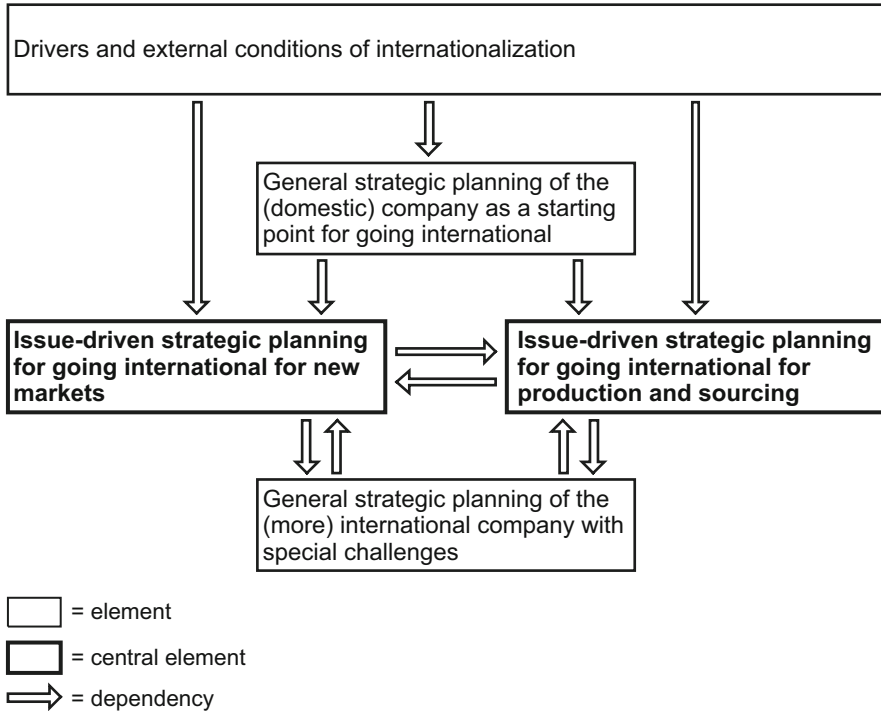 Drivers and external conditions of internationalization
General strategic planning of the
(domestic) company as a starting
point for going international
Issue-driven strategic planning
for going international for new
markets
Issue-driven strategic planning
for going international for
production and sourcing
General strategic planning of the
(more) international company with
special challenges
= element
= central element
= dependency